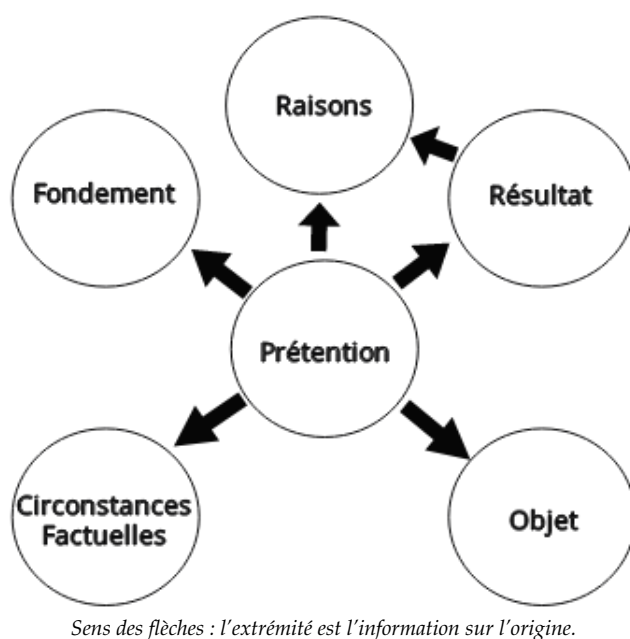 Raisons
Fondement
Résultat
Prétention
Circonstances
Factuelles
Objet
Sens des flèches : l'extrémité est l'information sur l'origine.